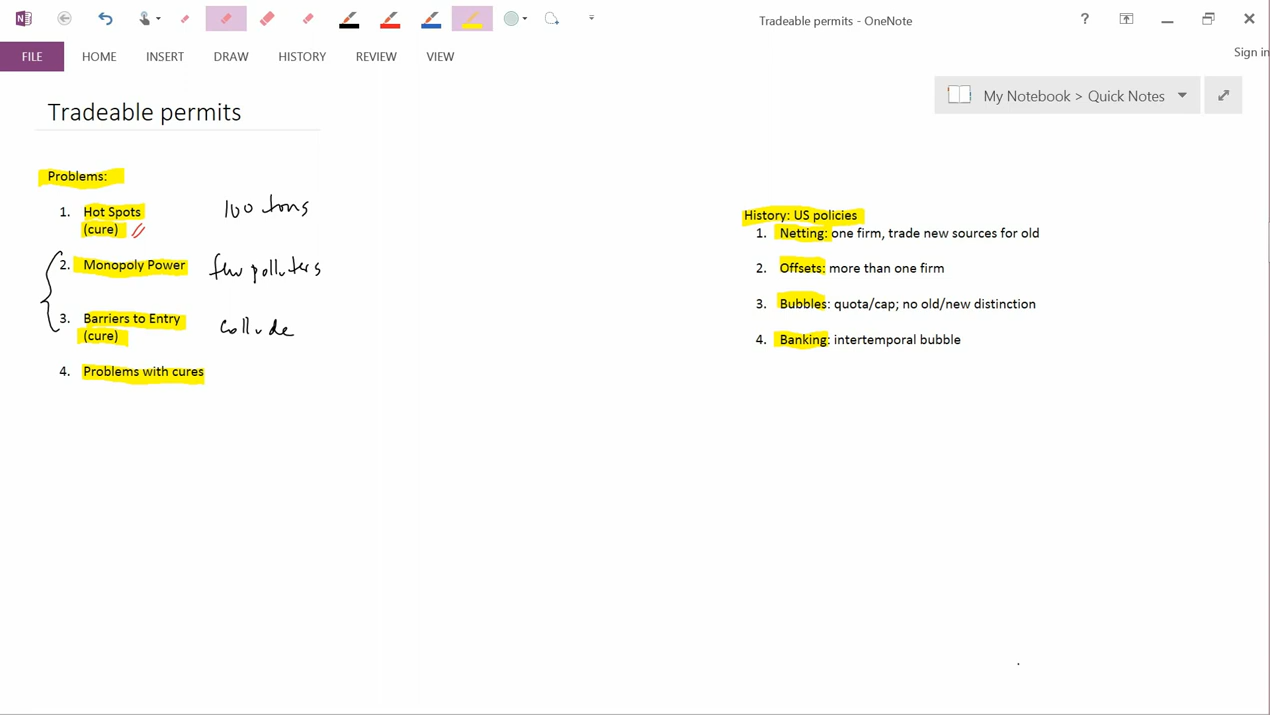 Tradeable permits - OneNote
?
Sign in
FILE HOME INSERT DRAW HISTORY REVIEW VIEW
My Notebook > Quick Notes
Tradeable permits
Problems:
1. Hot Spots 100 tons
(cure)
2. Monopoly Power few polluters
3. Barriers to Entry collude
(cure)
4. Problems with cures
History: US policies
1. Netting: one firm, trade new sources for old
2. Offsets: more than one firm
3. Bubbles: quota/cap; no old/new distinction
4. Banking: intertemporal bubble